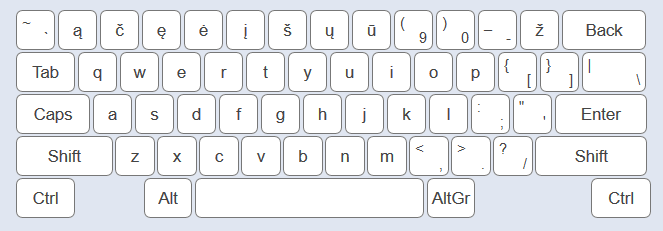 ~ ` ą č ę ė į š ų ū ( 9 ) 0 – - ž Back
Tab q w e r t y u i o p { [ } ] | \
Caps a s d f g h j k l : ; " ' Enter
Shift z x c v b n m < , > . ? / Shift
Ctrl Alt AltGr Ctrl